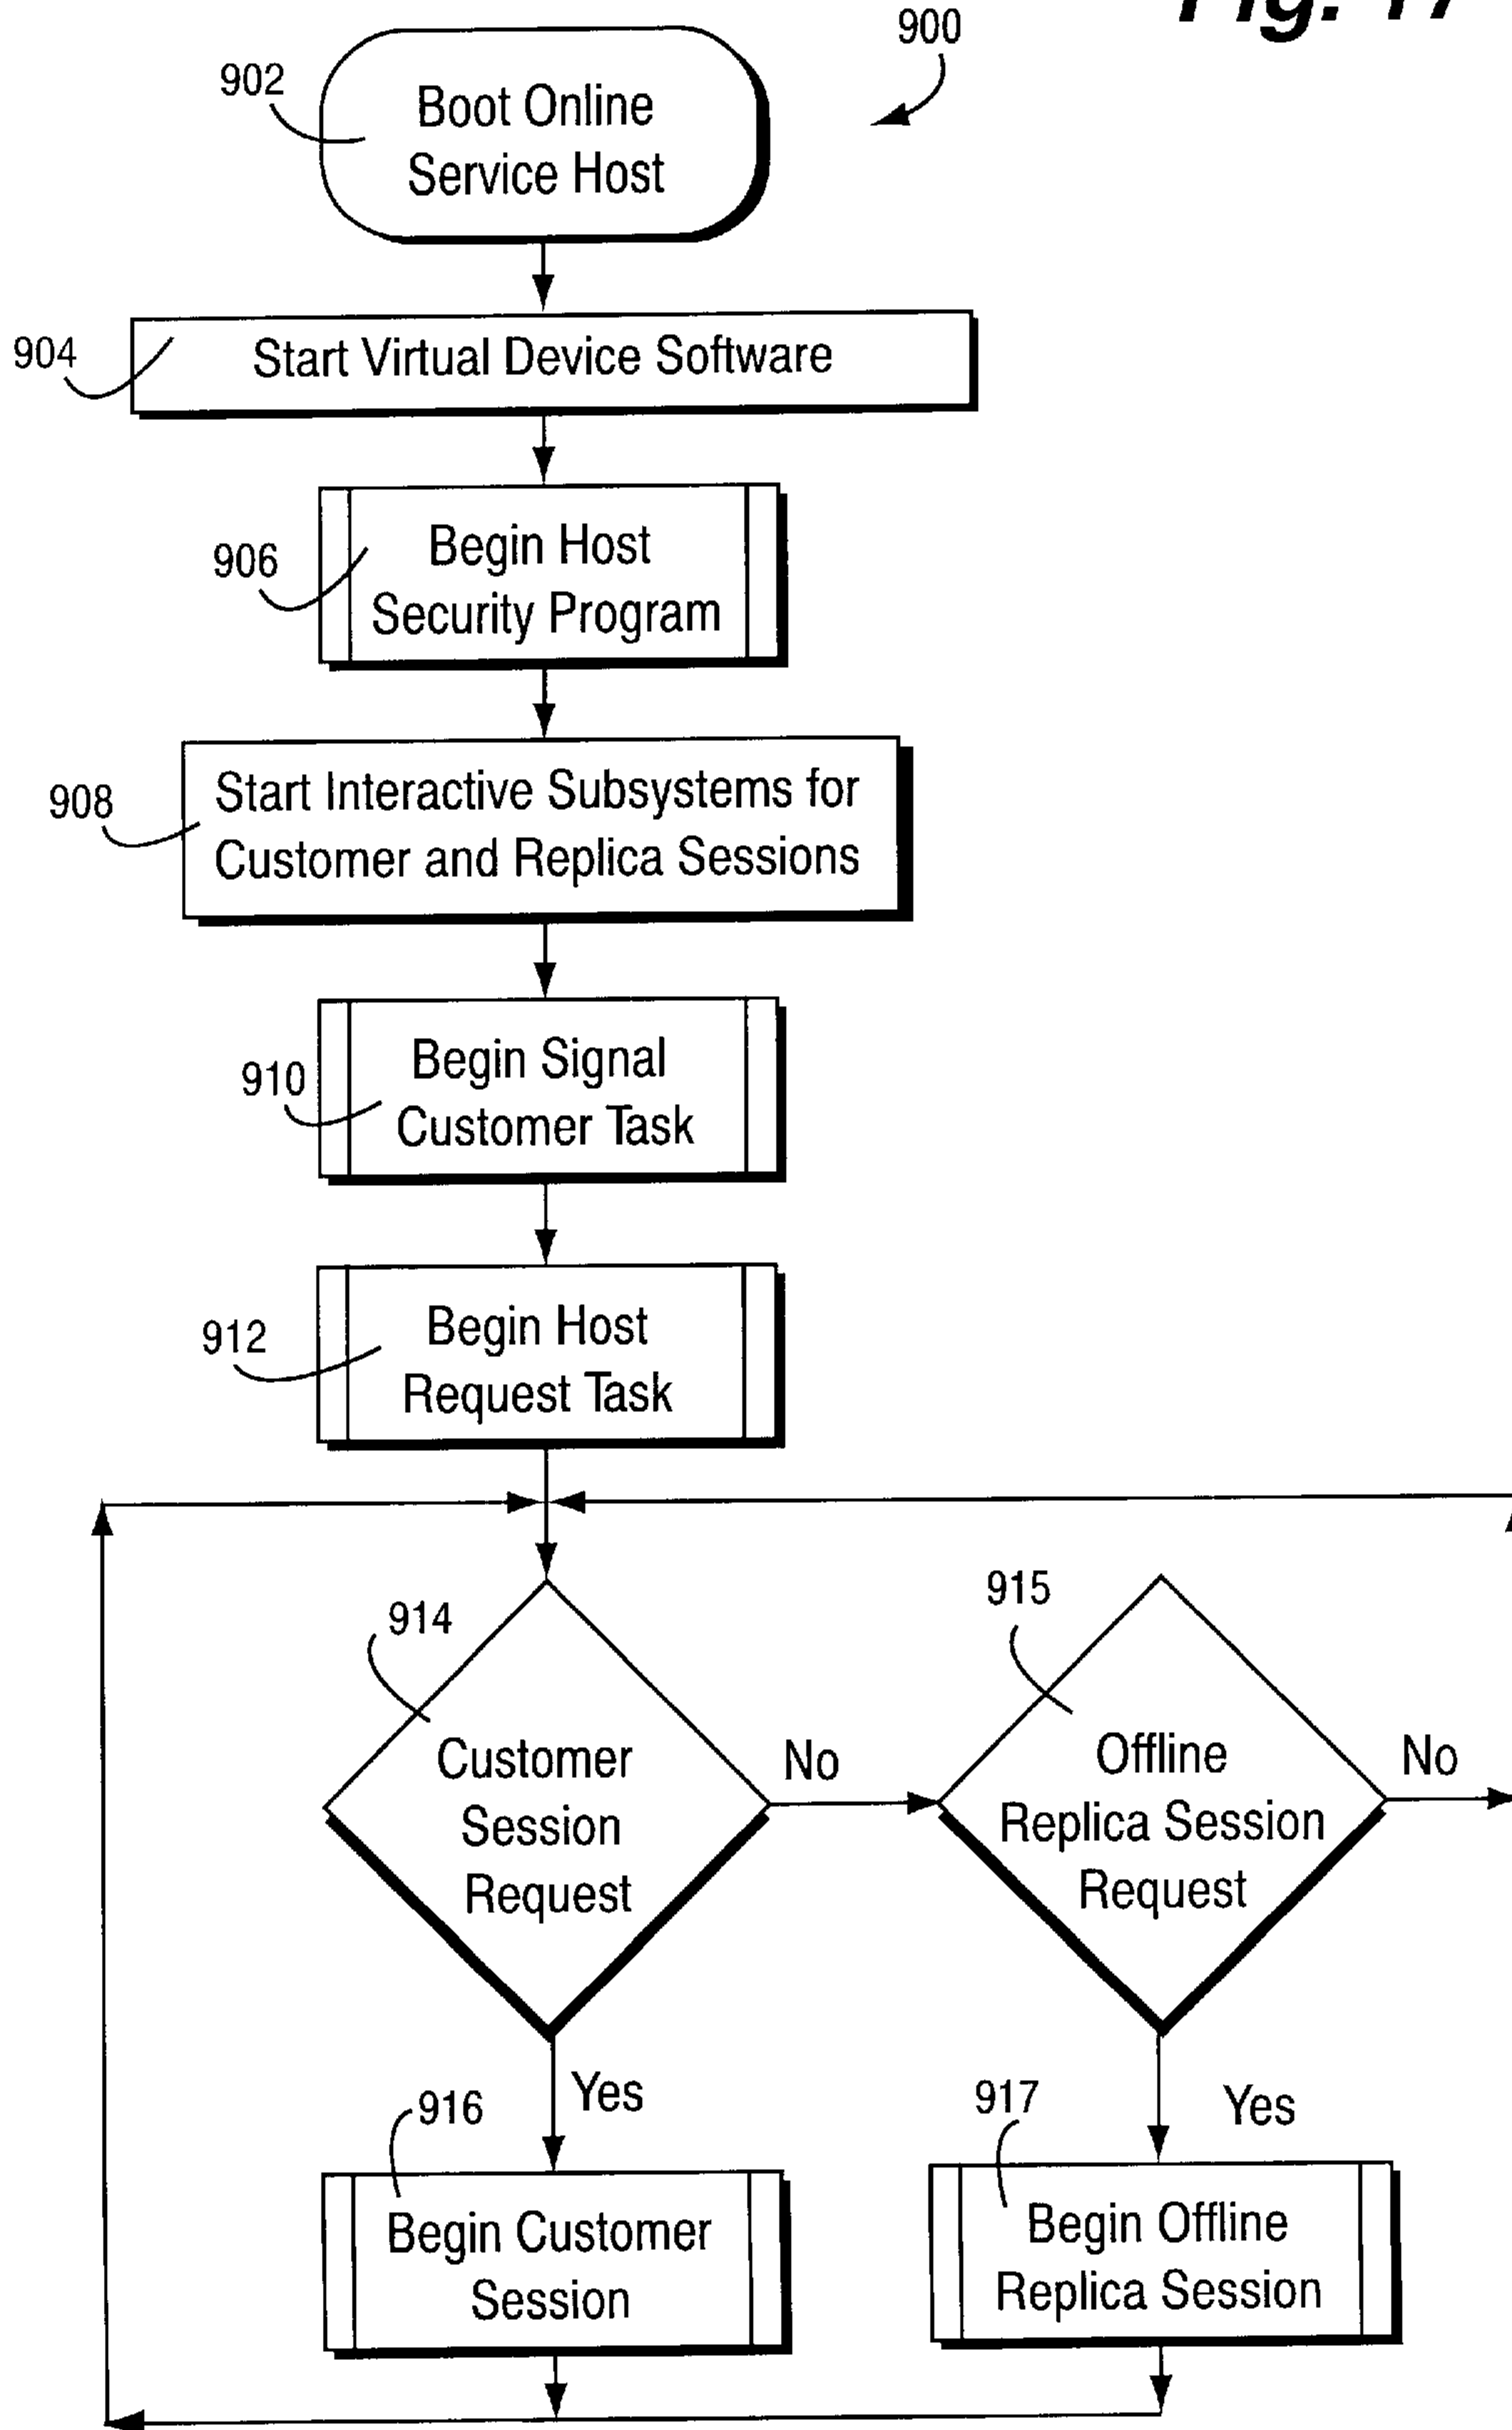 Fig. 17
900
902
Boot Online
Service Host
904
Start Virtual Device Software
906
Begin Host
Security Program
908
Start Interactive Subsystems for
Customer and Replica Sessions
910
Begin Signal
Customer Task
912
Begin Host
Request Task
914
Customer
Session
Request
No
915
Offline
Replica Session
Request
No
Yes
916
Begin Customer
Session
Yes
917
Begin Offline
Replica Session